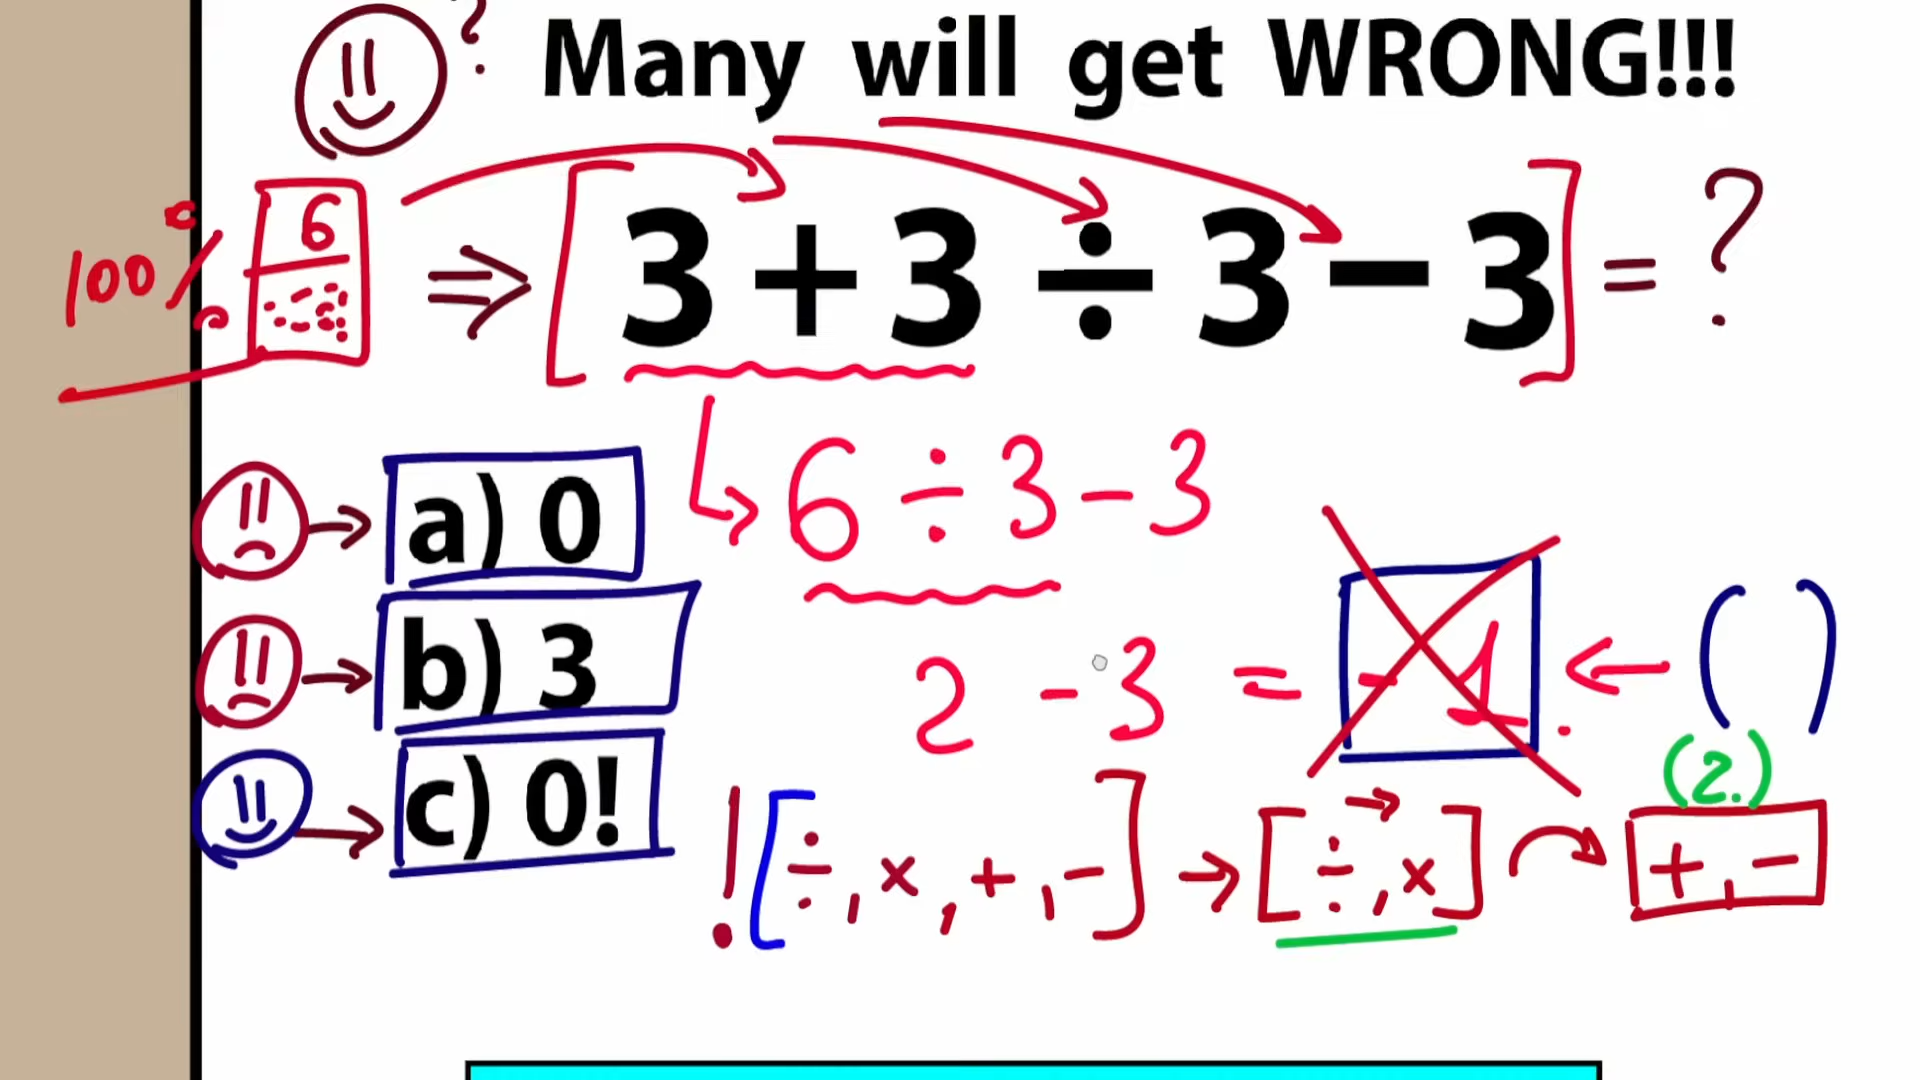 ? Many will get WRONG!!!
100% 6 ⇒ [3+3÷3−3] = ?
a) 0
6÷3−3
b) 3
2 −3 = −1. ← ( )
(2.)
c) 0!
! [÷, x, +, −] → [÷, x] +, −